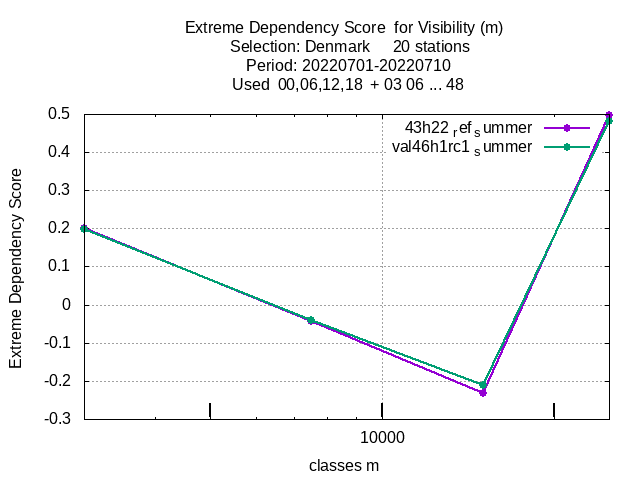 Extreme Dependency Score  for Visibility (m)
Selection: Denmark     20 stations
Period: 20220701-20220710
Used  00,06,12,18  + 03 06 ... 48
0.5
0.4
0.3
0.2
0.1
0
-0.1
-0.2
-0.3
Extreme Dependency Score
43h22 ref summer
val46h1rc1 summer
10000
classes m